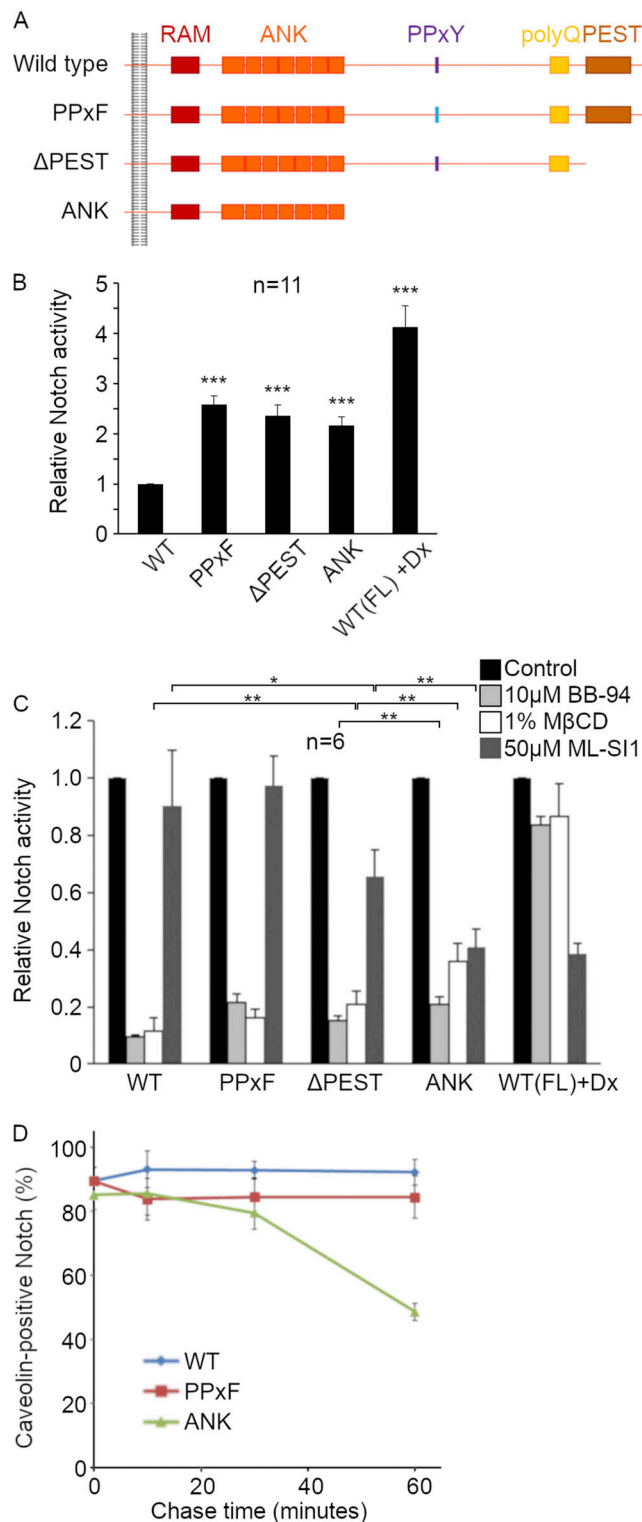 A
RAM ANK PPxY polyQ PEST
Wild type
PPxF
ΔPEST
ANK
B
n=11
Relative Notch activity
5
4
3
2
1
0
***
***
***
***
WT
PPxF
ΔPEST
ANK
WT(FL) +Dx
C
Control
10µM BB-94
1% MβCD
50µM ML-SI1
* **
** **
**
n=6
Relative Notch activity
1.2
1.0
0.8
0.6
0.4
0.2
0
WT PPxF ΔPEST ANK WT(FL)+Dx
D
Caveolin-positive Notch (%)
100
80
60
40
20
0
WT
PPxF
ANK
0 20 40 60
Chase time (minutes)